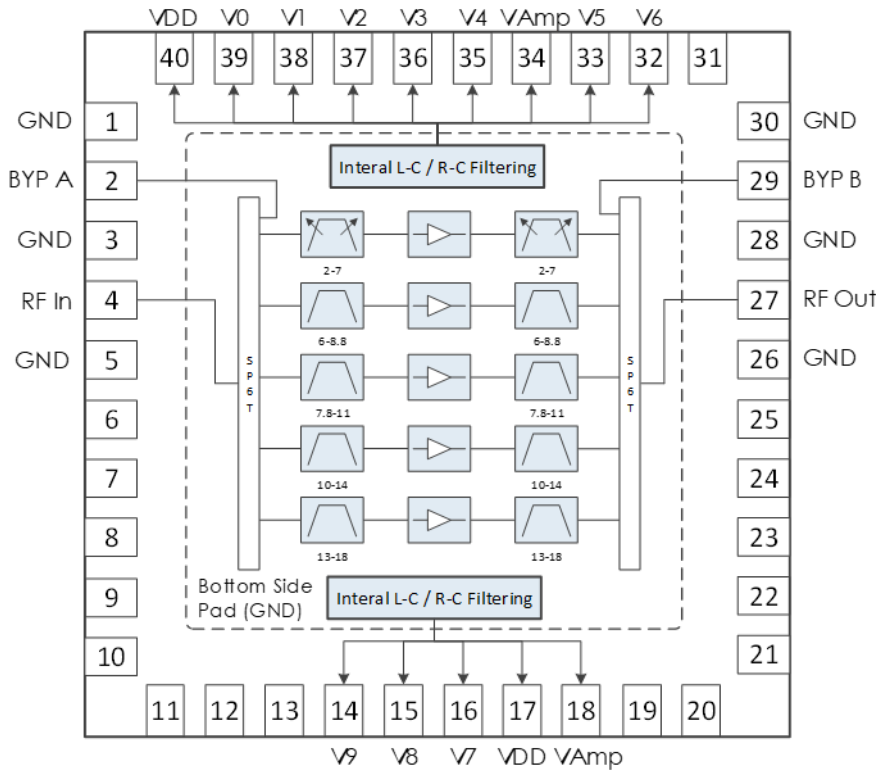 VDD V0 V1 V2 V3 V4 VAmp V5 V6
40 39 38 37 36 35 34 33 32 31
GND 1 30 GND
Interal L-C / R-C Filtering
BYP A 2 29 BYP B
GND 3 28 GND
2-7 2-7
RF In 4 27 RF Out
6-8.8 6-8.8
GND 5 26 GND
SP6T SP6T
7.8-11 7.8-11
6 25
10-14 10-14
7 24
8 23
13-18 13-18
Bottom Side
Pad (GND)
Interal L-C / R-C Filtering
9 22
10 21
11 12 13 14 15 16 17 18 19 20
V9 V8 V7 VDD VAmp